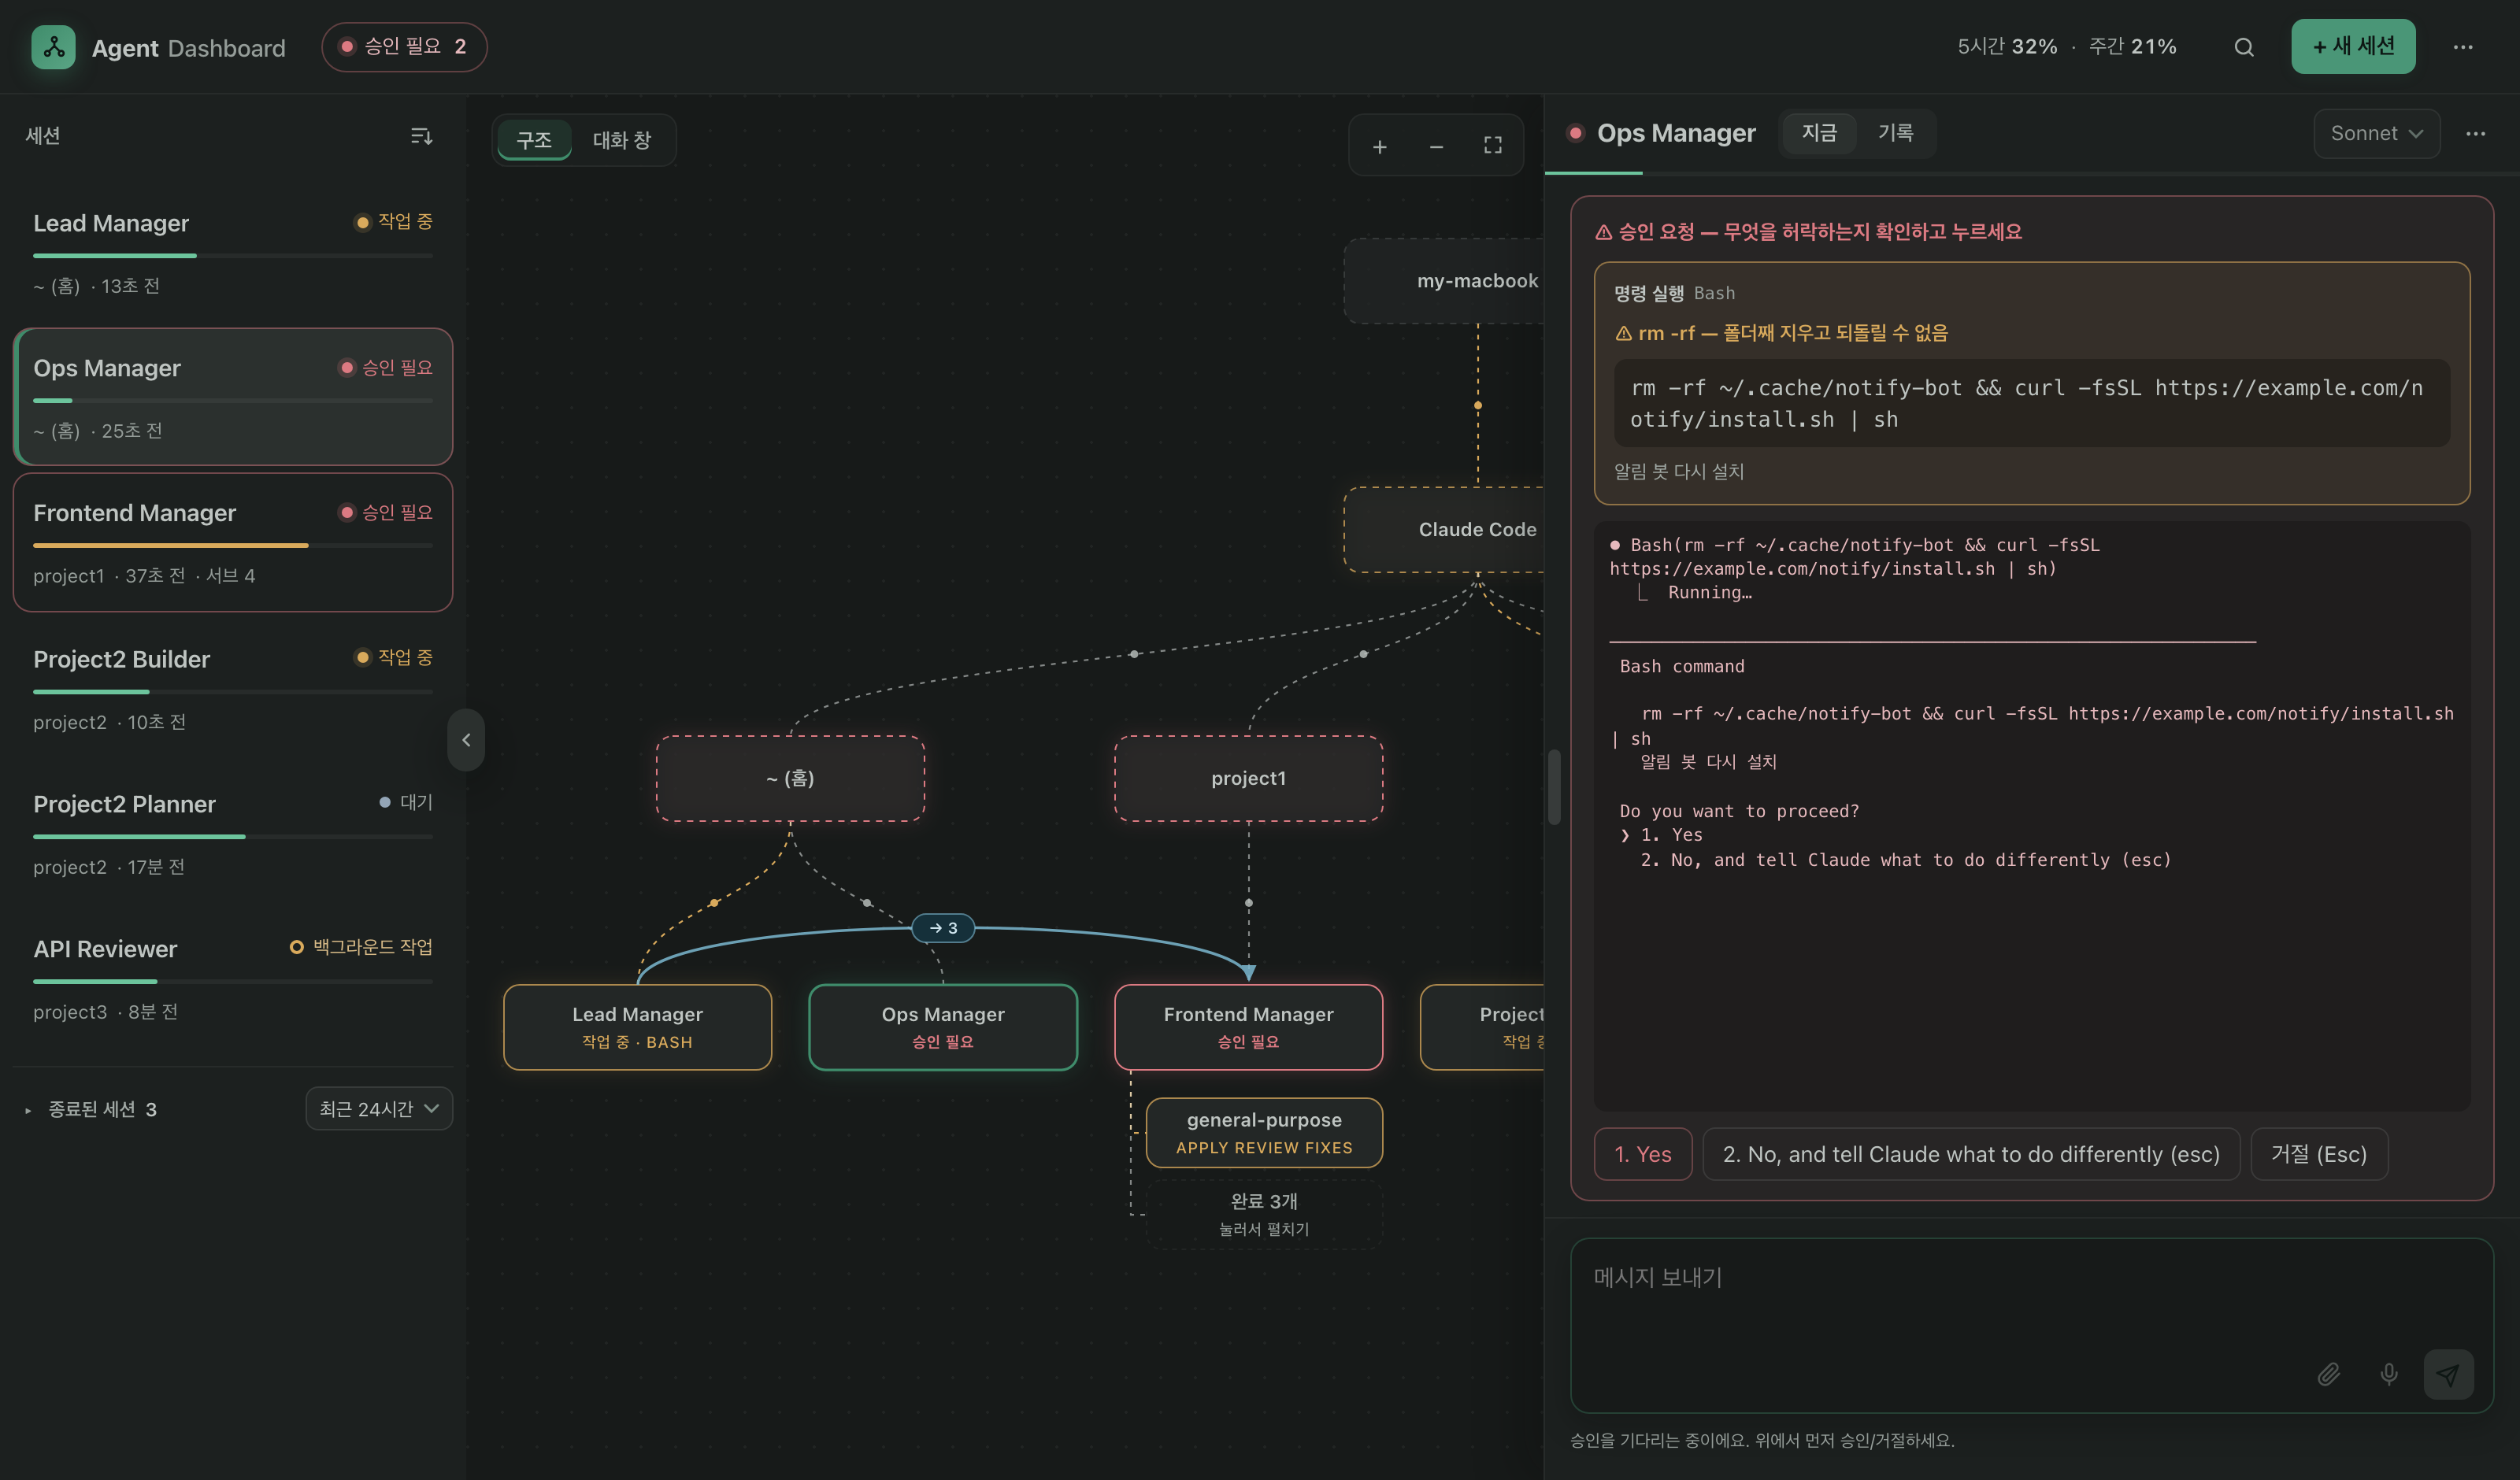 Agent Dashboard
승인 필요 2
5시간 32% · 주간 21%
+ 새 세션
세션
Lead Manager
작업 중
~ (홈) · 13초 전
Ops Manager
승인 필요
~ (홈) · 25초 전
Frontend Manager
승인 필요
project1 · 37초 전 · 서브 4
Project2 Builder
작업 중
project2 · 10초 전
Project2 Planner
대기
project2 · 17분 전
API Reviewer
백그라운드 작업
project3 · 8분 전
종료된 세션 3
최근 24시간
구조
대화 창
my-macbook
Claude Code
~ (홈)
project1
→ 3
Lead Manager
작업 중 · BASH
Ops Manager
승인 필요
Frontend Manager
승인 필요
Project
작업
general-purpose
APPLY REVIEW FIXES
완료 3개
눌러서 펼치기
Ops Manager
지금
기록
Sonnet
승인 요청 — 무엇을 허락하는지 확인하고 누르세요
명령 실행 Bash
rm -rf — 폴더째 지우고 되돌릴 수 없음
rm -rf ~/.cache/notify-bot && curl -fsSL https://example.com/n
otify/install.sh | sh
알림 봇 다시 설치
● Bash(rm -rf ~/.cache/notify-bot && curl -fsSL
https://example.com/notify/install.sh | sh)
⎿ Running…
Bash command
rm -rf ~/.cache/notify-bot && curl -fsSL https://example.com/notify/install.sh
| sh
알림 봇 다시 설치
Do you want to proceed?
❯ 1. Yes
2. No, and tell Claude what to do differently (esc)
1. Yes
2. No, and tell Claude what to do differently (esc)
거절 (Esc)
메시지 보내기
승인을 기다리는 중이에요. 위에서 먼저 승인/거절하세요.